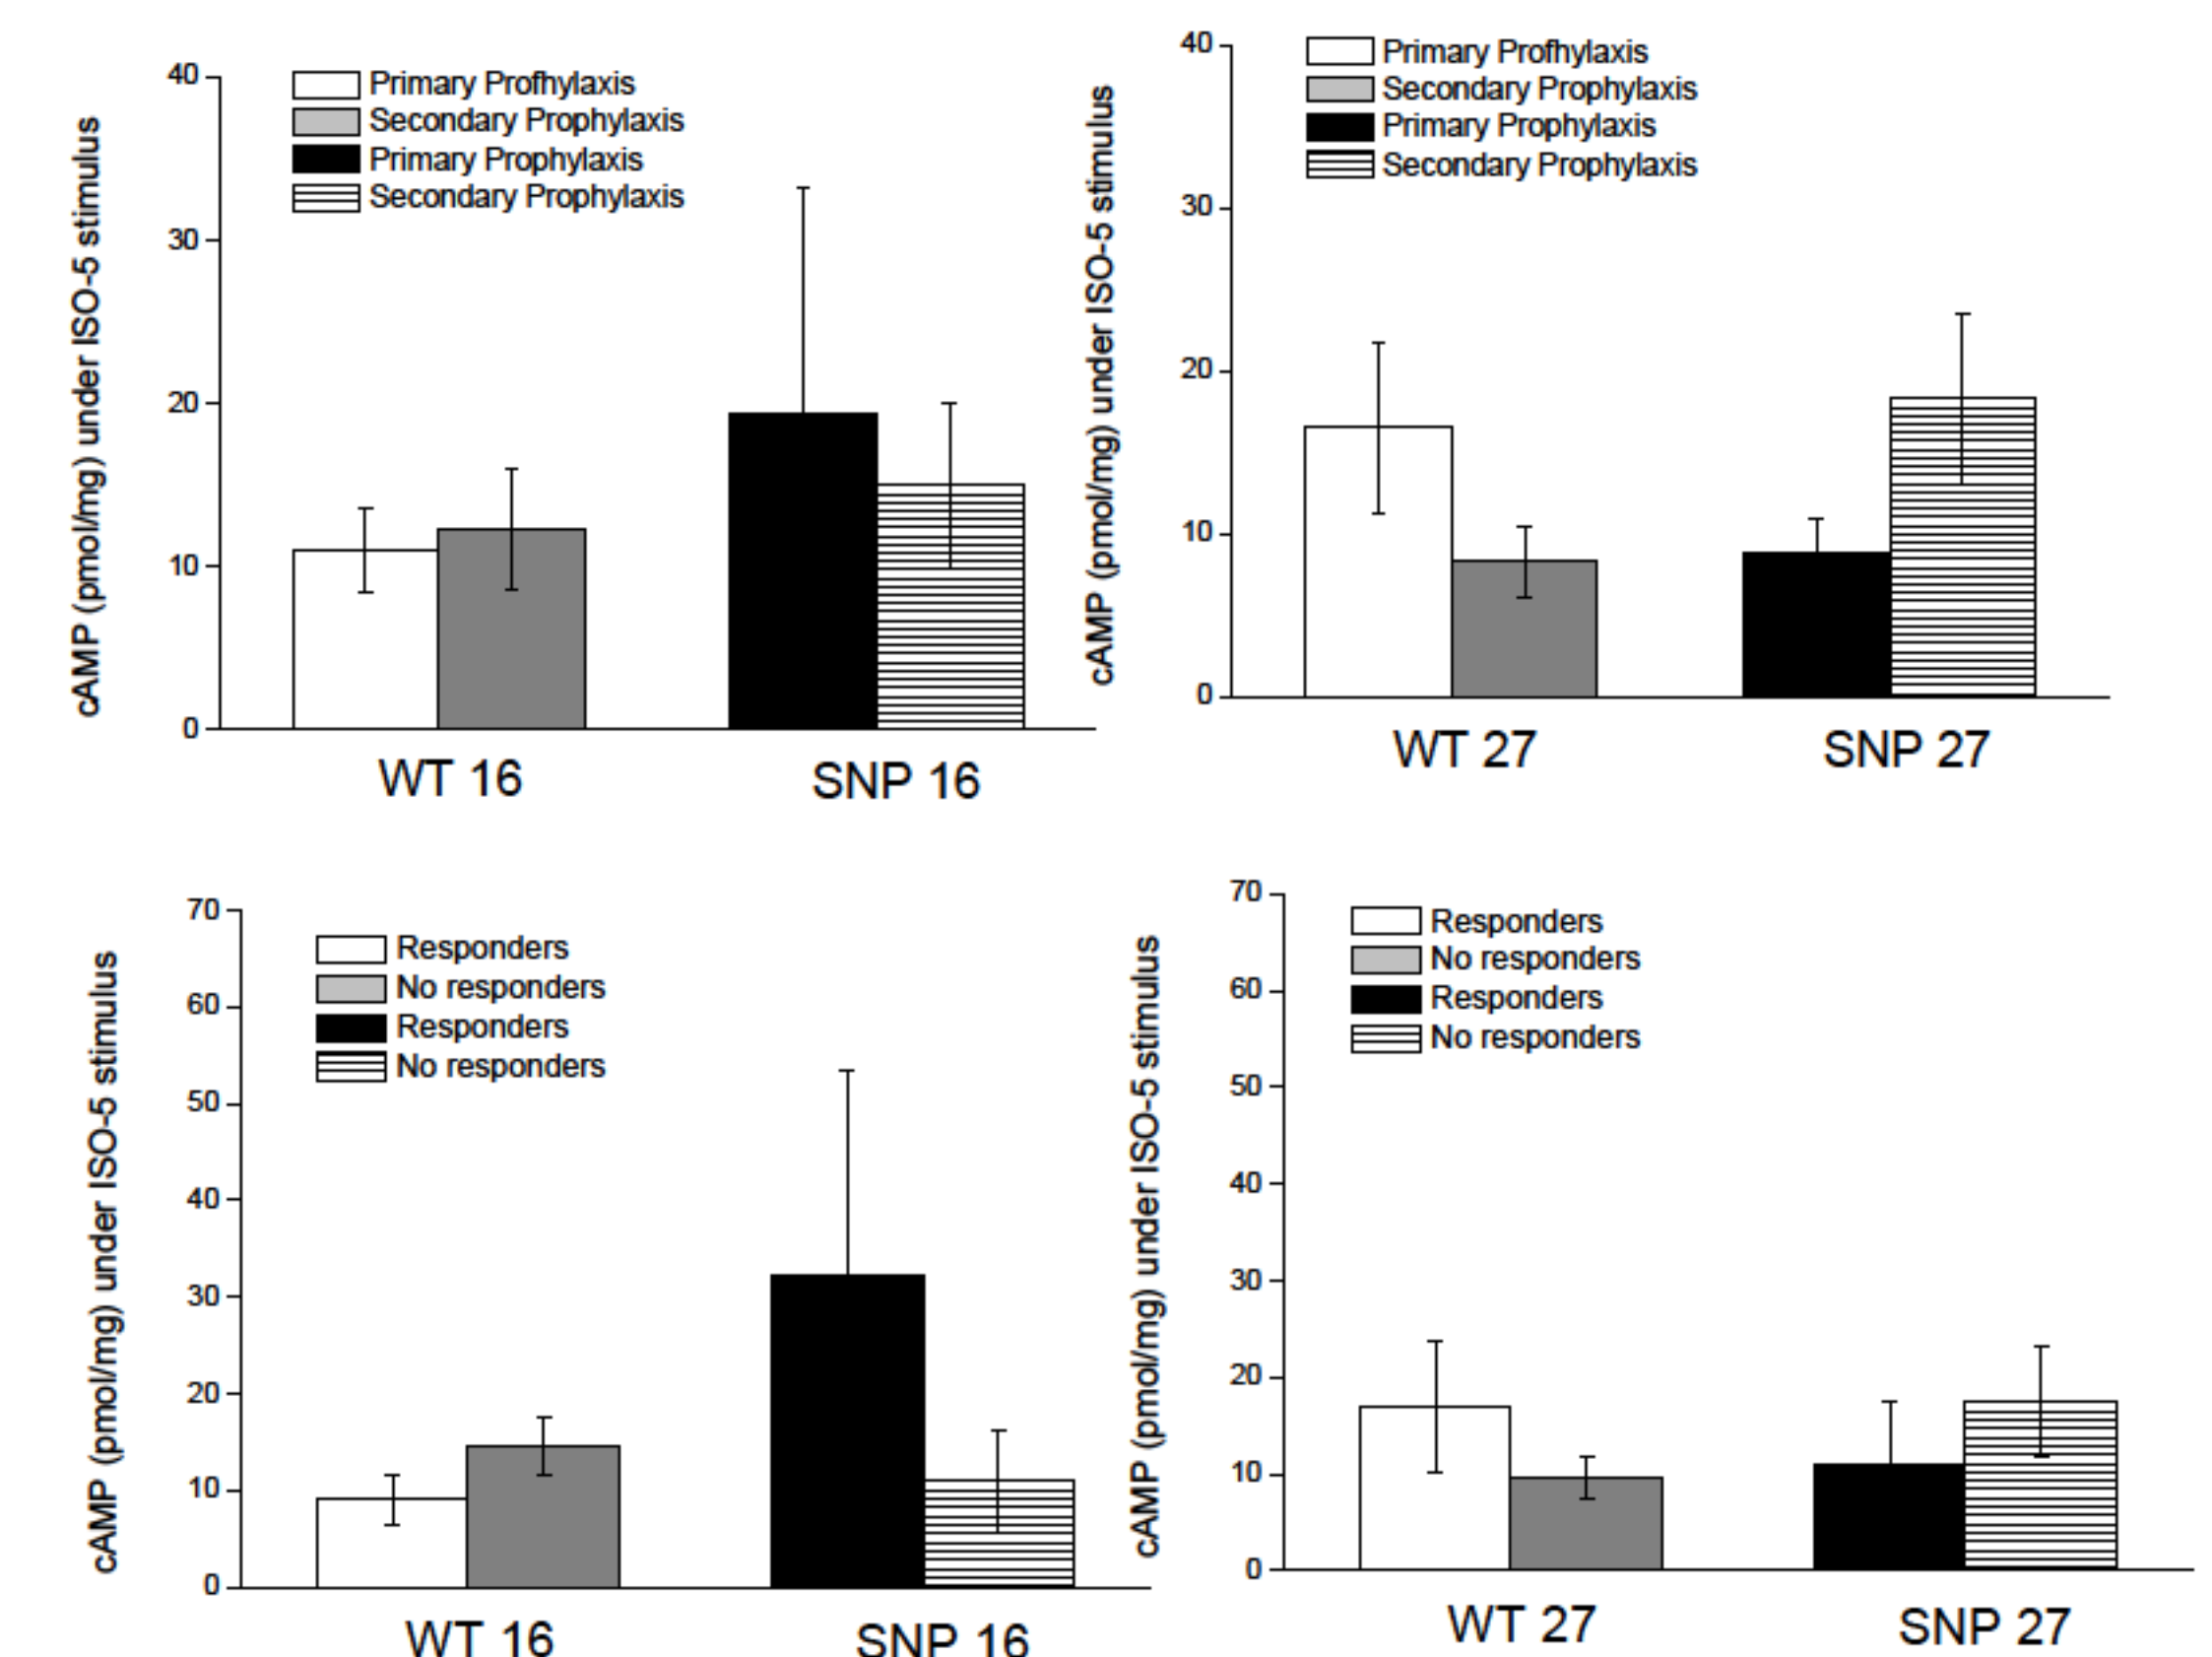 cAMP (pmol/mg) under ISO-5 stimulus
40
30
20
10
0
Primary Profhylaxis
Secondary Prophylaxis
Primary Prophylaxis
Secondary Prophylaxis
WT 16
SNP 16
cAMP (pmol/mg) under ISO-5 stimulus
40
30
20
10
0
Primary Profhylaxis
Secondary Prophylaxis
Primary Prophylaxis
Secondary Prophylaxis
WT 27
SNP 27
cAMP (pmol/mg) under ISO-5 stimulus
70
60
50
40
30
20
10
0
Responders
No responders
Responders
No responders
WT 16
SNP 16
cAMP (pmol/mg) under ISO-5 stimulus
70
60
50
40
30
20
10
0
Responders
No responders
Responders
No responders
WT 27
SNP 27